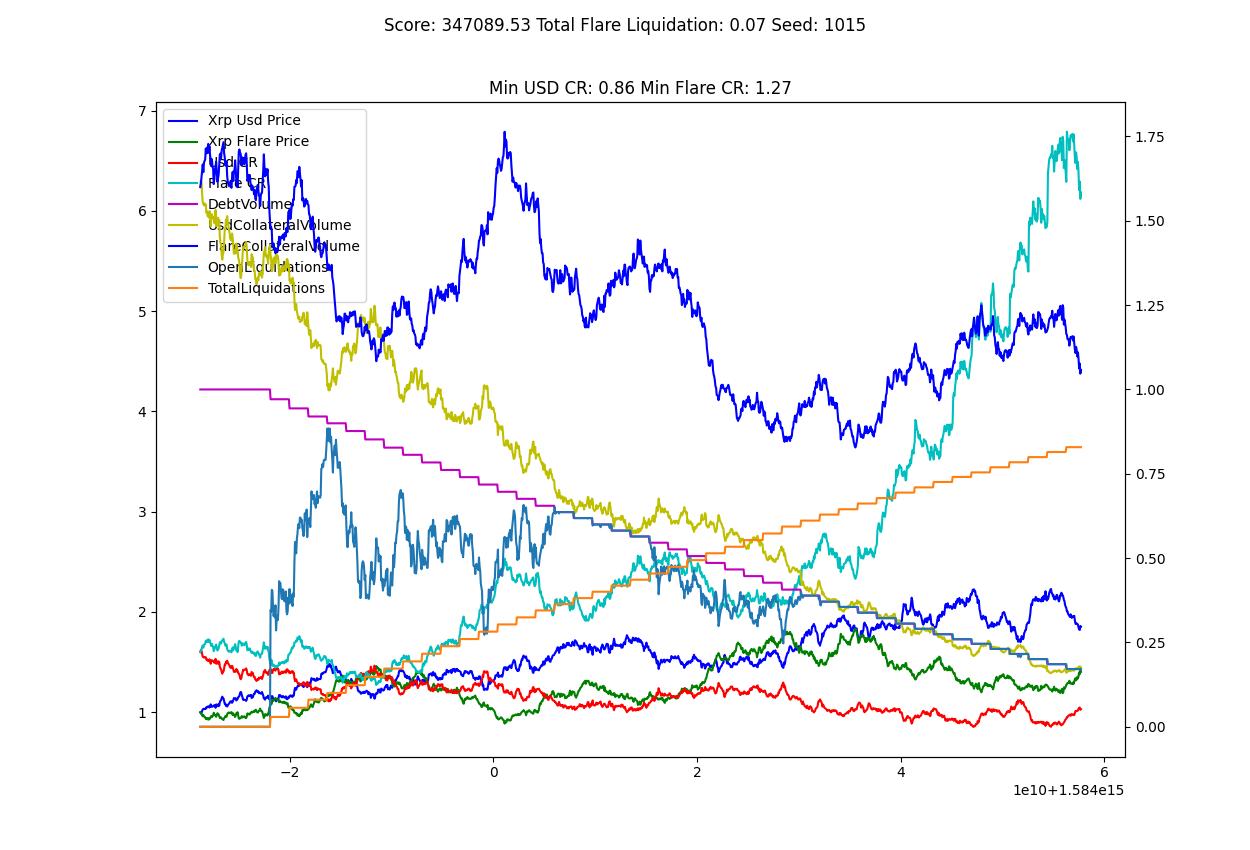 Score: 347089.53 Total Flare Liquidation: 0.07 Seed: 1015
Min USD CR: 0.86 Min Flare CR: 1.27
7
6
5
4
3
2
1
Xrp Usd Price
Xrp Flare Price
Usd CR
Flare CR
DebtVolume
UsdCollateralVolume
FlareCollateralVolume
OpenLiquidations
TotalLiquidations
1.75
1.50
1.25
1.00
0.75
0.50
0.25
0.00
−2 0 2 4 6
1e10+1.584e15